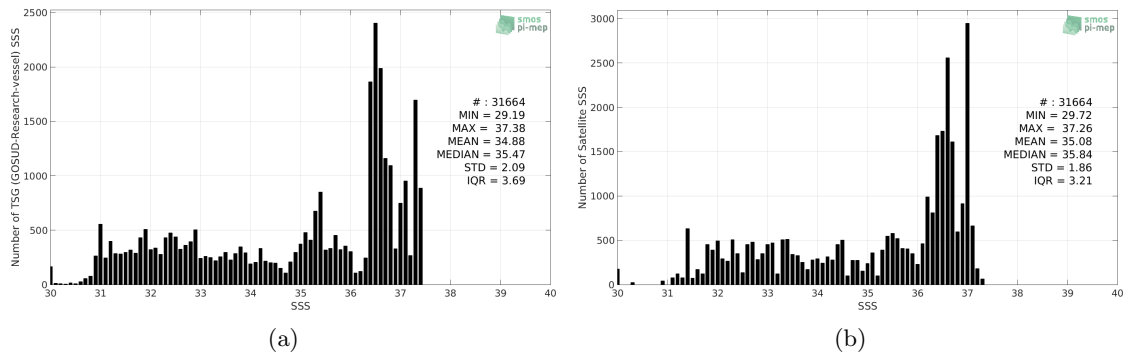 2500
2000
1500
1000
500
0
30 31 32 33 34 35 36 37 38 39 40
SSS
Number of TSG (GOSUD-Research-vessel) SSS
smos
pi-mep
# : 31664
MIN = 29.19
MAX = 37.38
MEAN = 34.88
MEDIAN = 35.47
STD = 2.09
IQR = 3.69
(a)
3000
2500
2000
1500
1000
500
0
30 31 32 33 34 35 36 37 38 39 40
SSS
Number of Satellite SSS
smos
pi-mep
# : 31664
MIN = 29.72
MAX = 37.26
MEAN = 35.08
MEDIAN = 35.84
STD = 1.86
IQR = 3.21
(b)